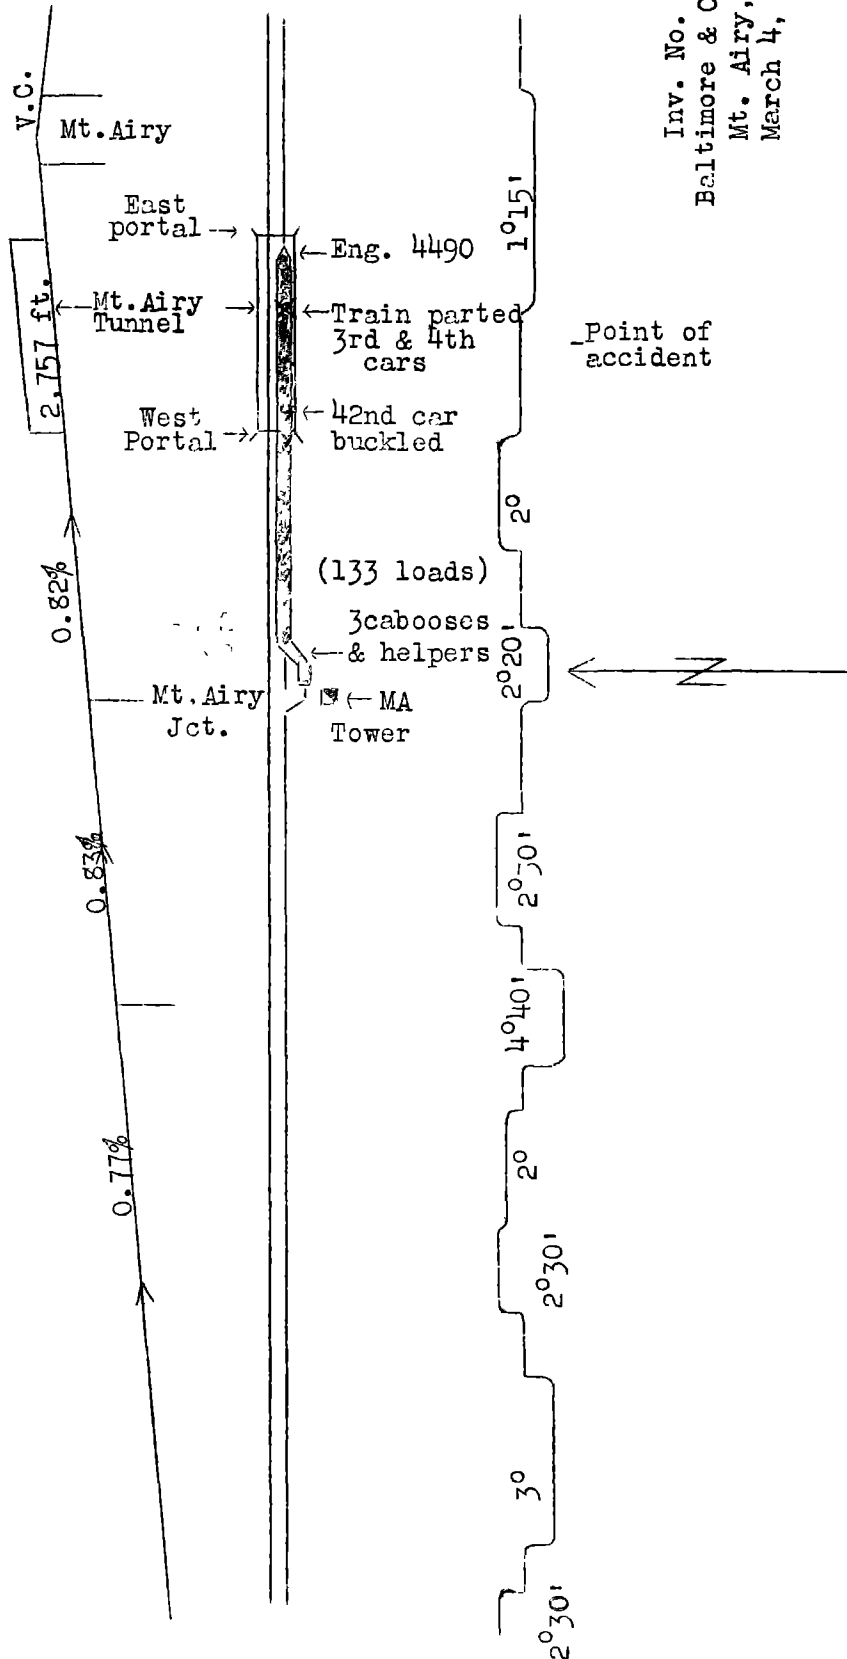 Inv. No.
Baltimore &
Mt. Airy,
March 4,
V.C.
Mt.Airy
East
portal
Eng. 4490
1°15'
2,757 ft.
Mt.Airy
Tunnel
Train parted
3rd & 4th
cars
Point of
accident
West
Portal
42nd car
buckled
2°
0.82%
(133 loads)
3cabooses
& helpers
2°20'
Mt.Airy
Jct.
MA
Tower
0.83%
2°30'
4°40'
0.77%
2°
2°30'
3°
2°30'